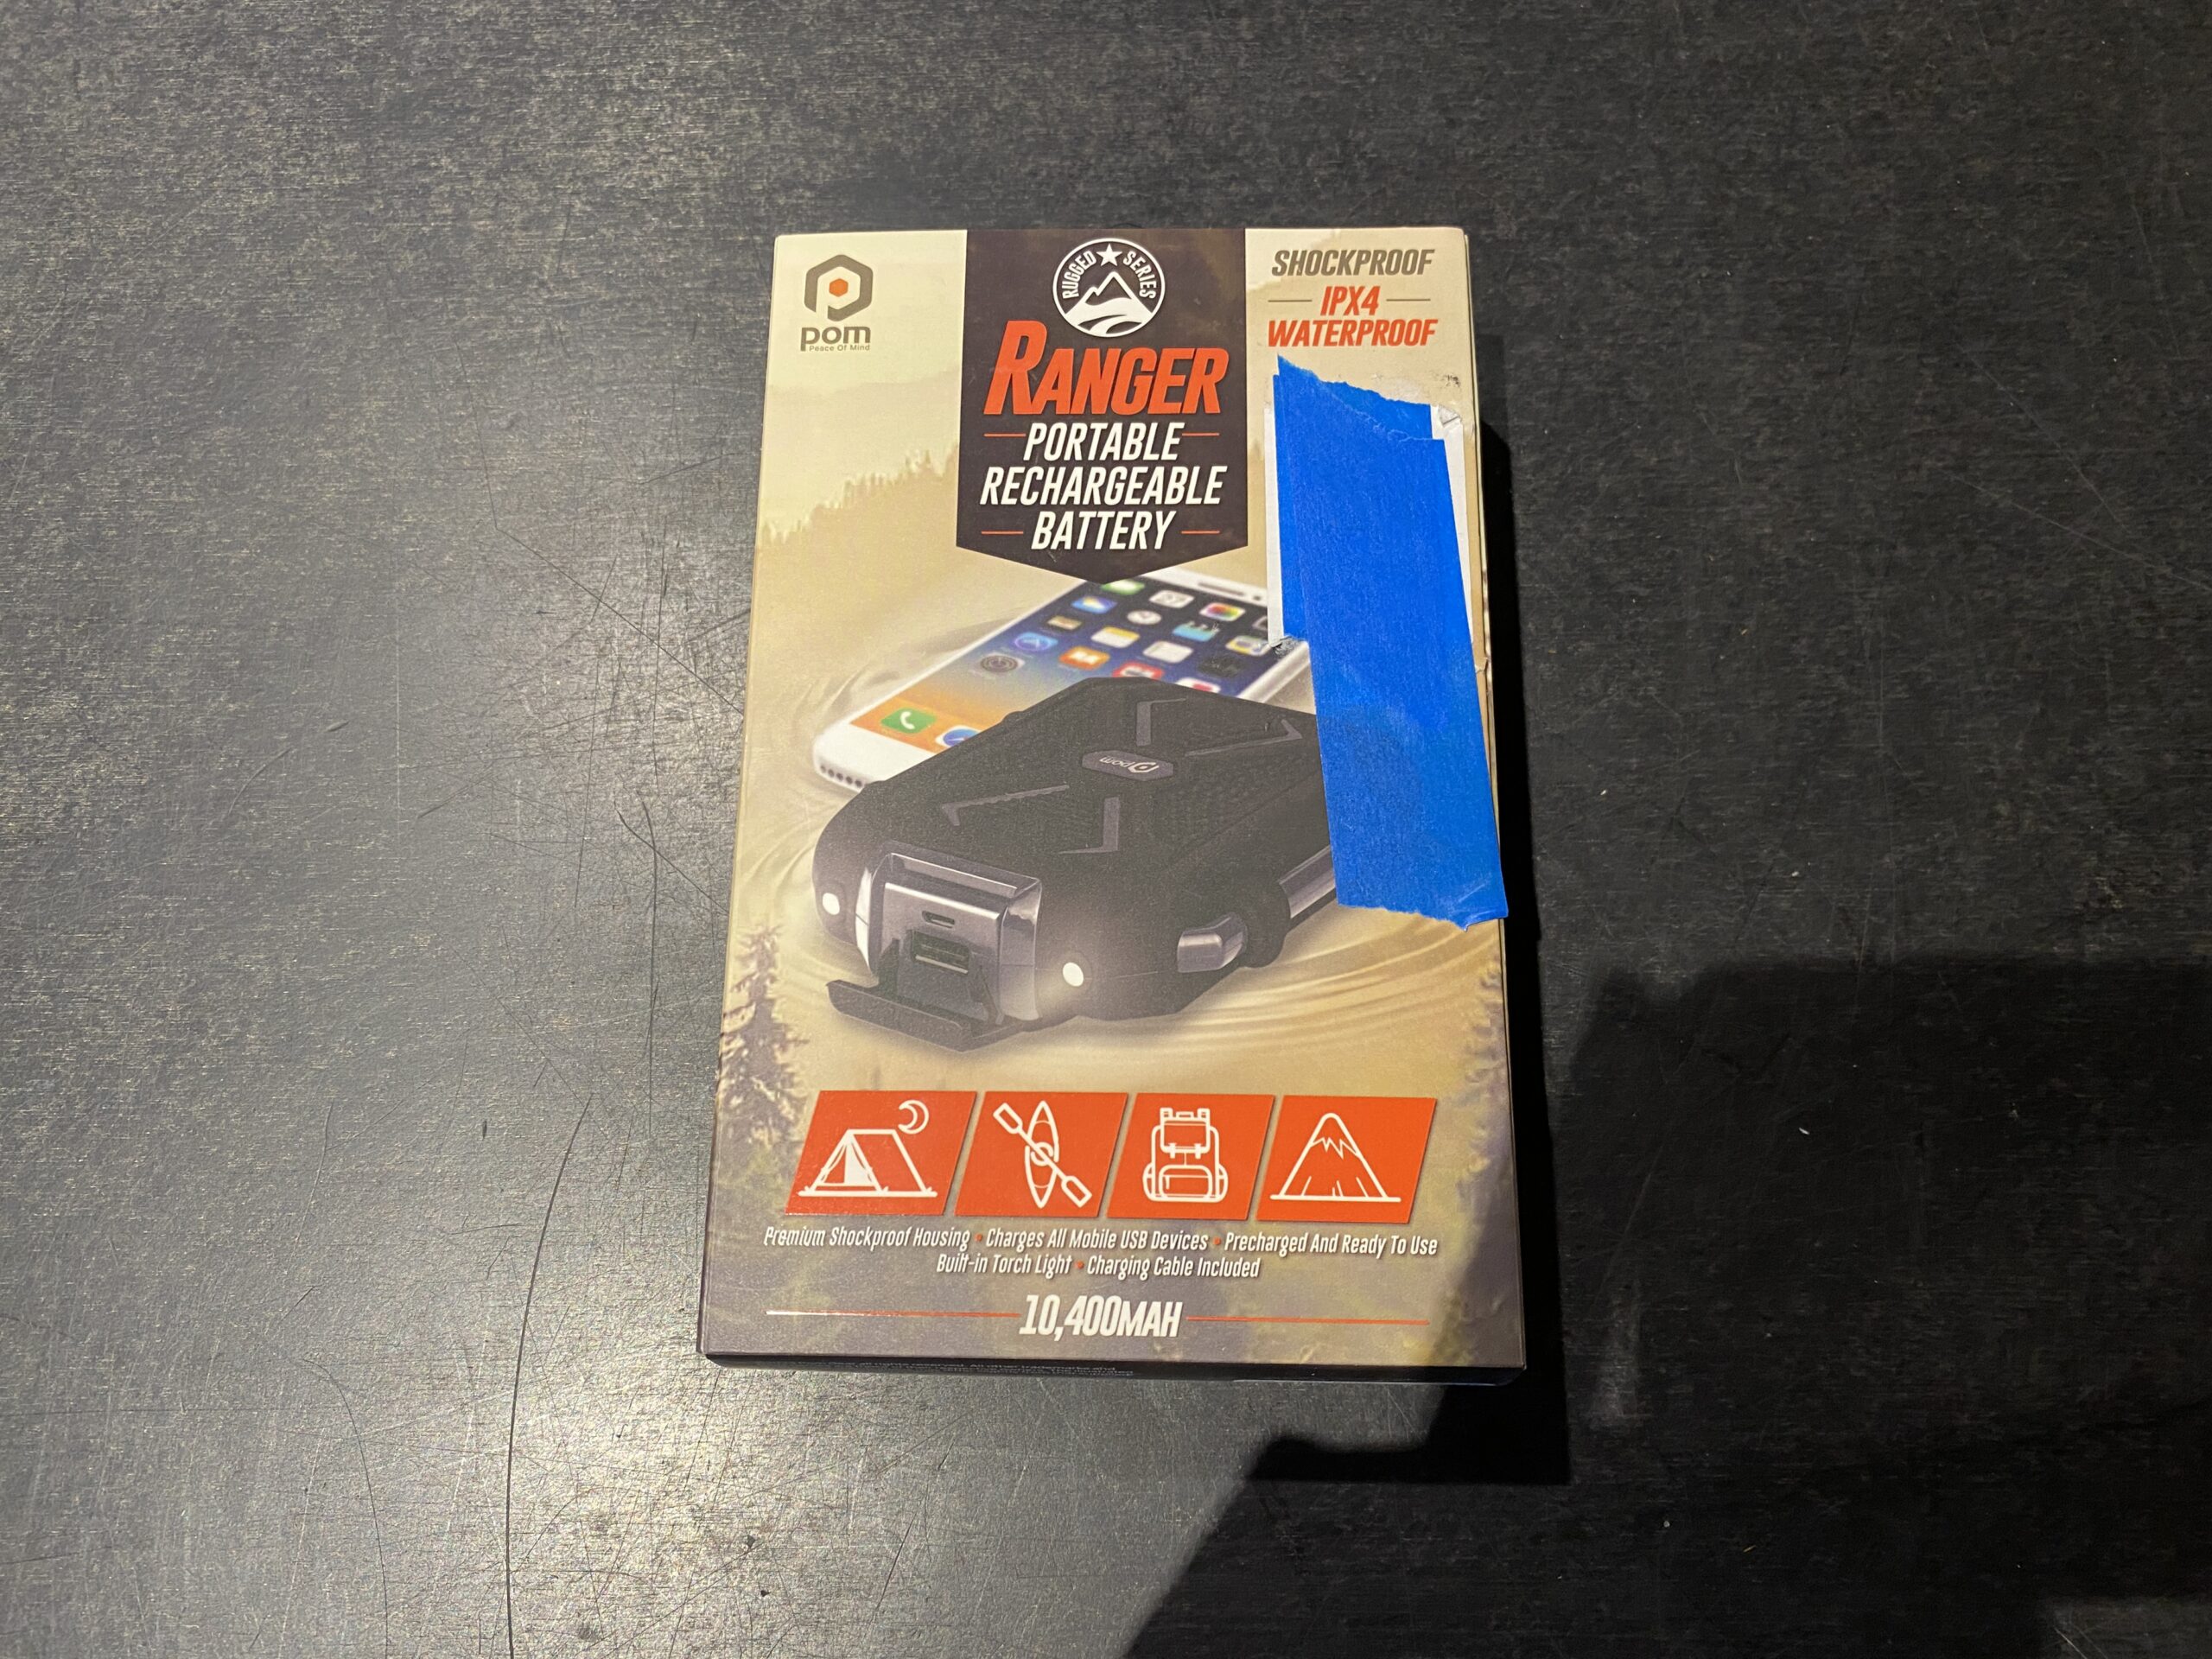 pom
Peace Of Mind
RUGGED ★ SERIES
RANGER
PORTABLE
RECHARGEABLE
BATTERY
SHOCKPROOF
IPX4
WATERPROOF
pom
Premium Shockproof Housing • Charges All Mobile USB Devices • Precharged And Ready To Use
Built-in Torch Light • Charging Cable Included
10,400MAH